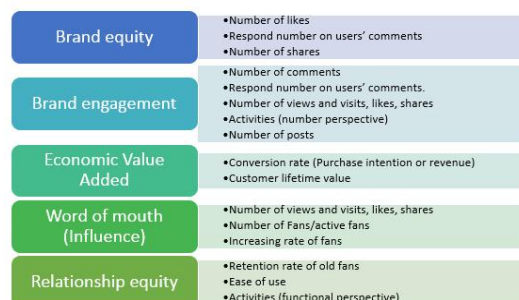 Brand equity
•Number of likes
•Respond number on users' comments
•Number of shares
Brand engagement
•Number of comments
•Respond number on users' comments.
•Number of views and visits, likes, shares
•Activities (number perspective)
•Number of posts
Economic Value
Added
•Conversion rate (Purchase intention or revenue)
•Customer lifetime value
Word of mouth
(Influence)
•Number of views and visits, likes, shares
•Number of Fans/active fans
•Increasing rate of fans
Relationship equity
•Retention rate of old fans
•Ease of use
•Activities (functional perspective)